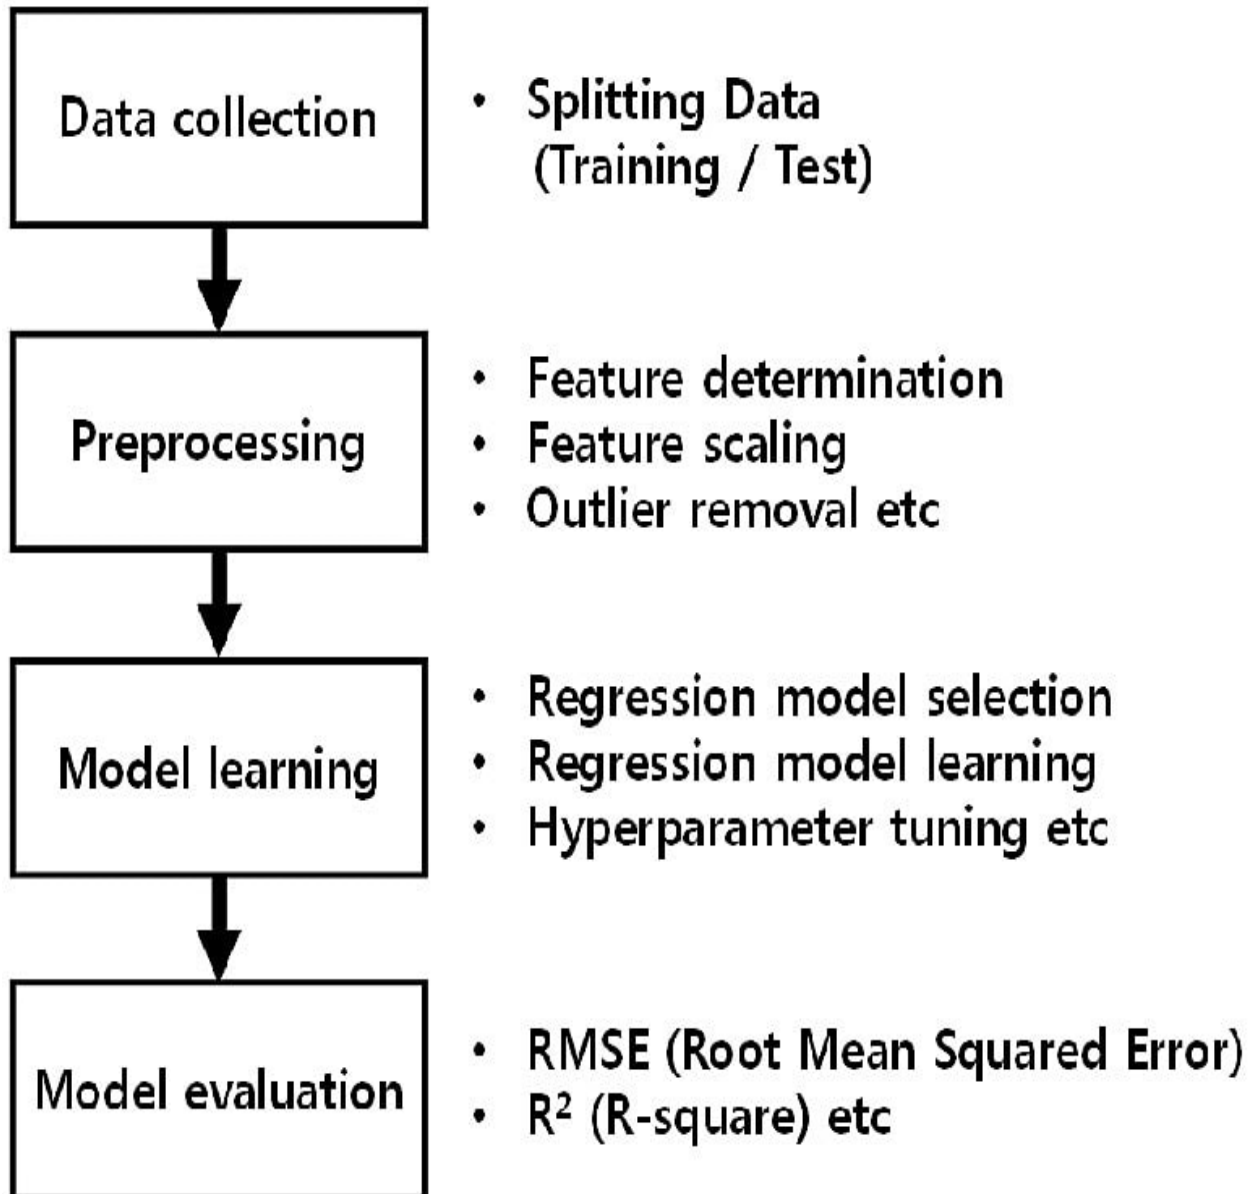 Data collection
• Splitting Data
(Training / Test)
Preprocessing
• Feature determination
• Feature scaling
• Outlier removal etc
Model learning
• Regression model selection
• Regression model learning
• Hyperparameter tuning etc
Model evaluation
• RMSE (Root Mean Squared Error)
• R² (R-square) etc